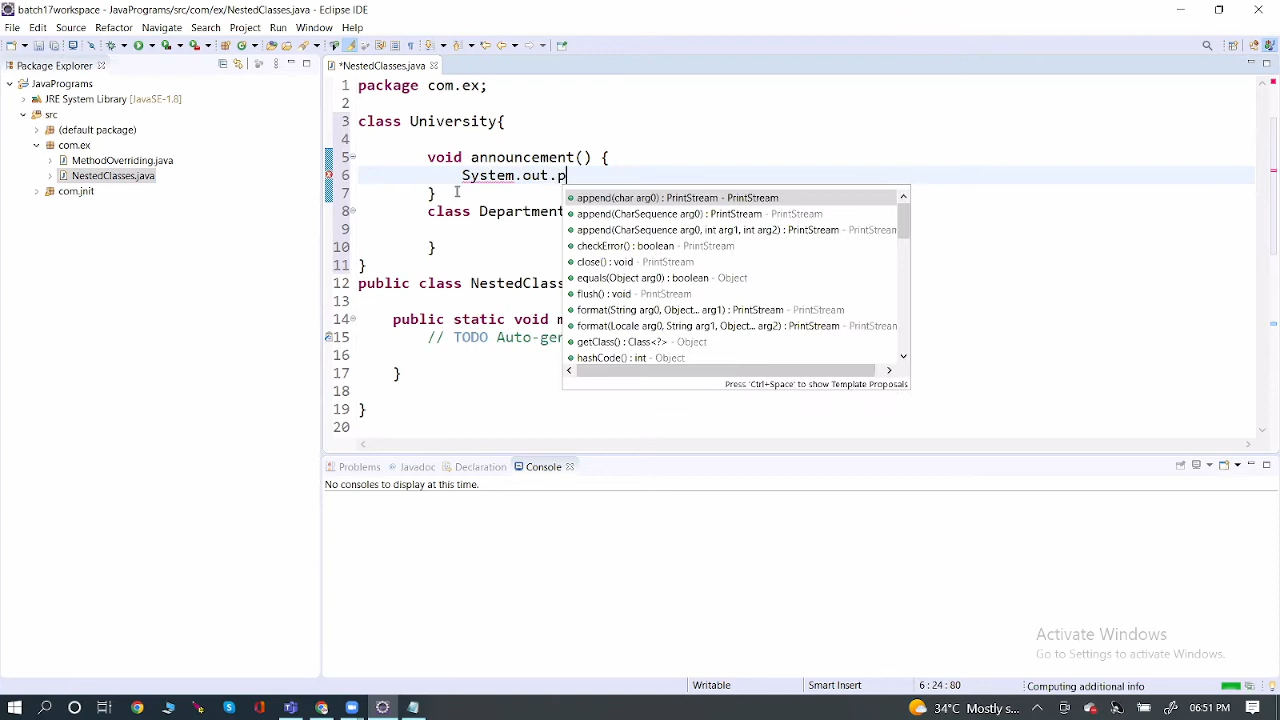 batch17workspace - JavaPrograms/src/com/ex/NestedClasses.java - Eclipse IDE
File Edit Source Refactor Navigate Search Project Run Window Help
Package Explorer
*NestedClasses.java
JavaPrograms
JRE System Library [JavaSE-1.8]
src
(default package)
com.ex
MethodOverriding.java
NestedClasses.java
com.jnit
1 package com.ex;
2
3 class University{
4
5 void announcement() {
6 System.out.p
7 }
8 class Department
9
10 }
11 }
12 public class NestedClass
13
14 public static void m
15 // TODO Auto-gen
16
17 }
18
19 }
20
append(char arg0) : PrintStream - PrintStream
append(CharSequence arg0) : PrintStream - PrintStream
append(CharSequence arg0, int arg1, int arg2) : PrintStream - PrintStream
checkError() : boolean - PrintStream
close() : void - PrintStream
equals(Object arg0) : boolean - Object
flush() : void - PrintStream
format(String arg0, Object... arg1) : PrintStream - PrintStream
format(Locale arg0, String arg1, Object... arg2) : PrintStream - PrintStream
getClass() : Class<?> - Object
hashCode() : int - Object
Press 'Ctrl+Space' to show Template Proposals
Problems Javadoc Declaration Console
No consoles to display at this time.
Activate Windows
Go to Settings to activate Windows.
Writable Smart Insert 6 : 24 : 80 Computing additional info
34°C Mostly s... 06:51 PM